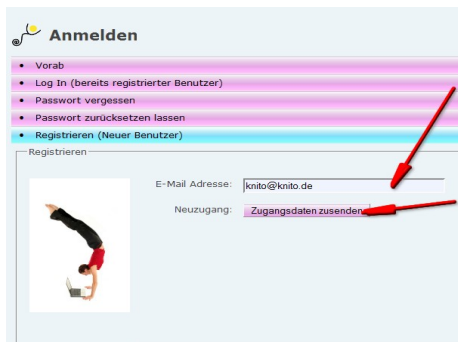 Anmelden
• Vorab
• Log In (bereits registrierter Benutzer)
• Passwort vergessen
• Passwort zurücksetzen lassen
• Registrieren (Neuer Benutzer)
Registrieren
E-Mail Adresse: knito@knito.de
Neuzugang: Zugangsdaten zusenden